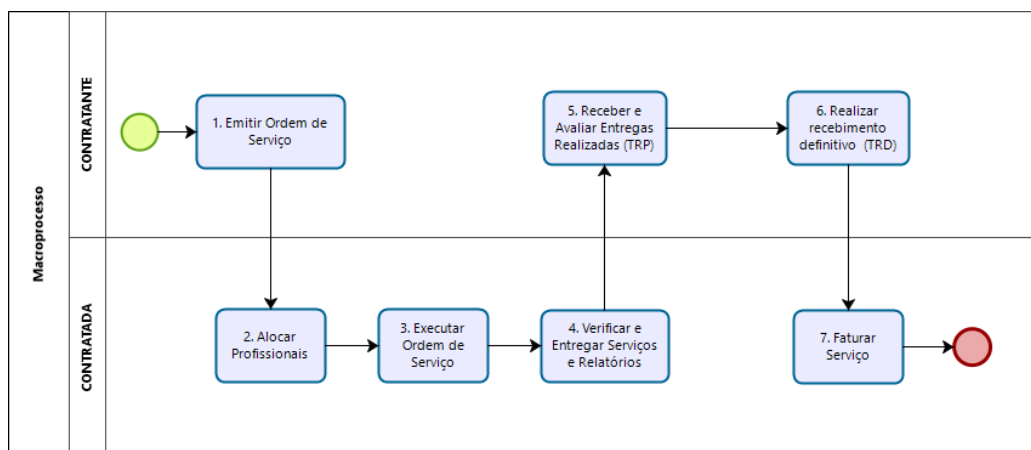 Macroprocesso
CONTRATANTE
1. Emitir Ordem de
Serviço
5. Receber e
Avaliar Entregas
Realizadas (TRP)
6. Realizar
recebimento
definitivo (TRD)
CONTRATADA
2. Alocar
Profissionais
3. Executar
Ordem de
Serviço
4. Verificar e
Entregar Serviços
e Relatórios
7. Faturar
Serviço